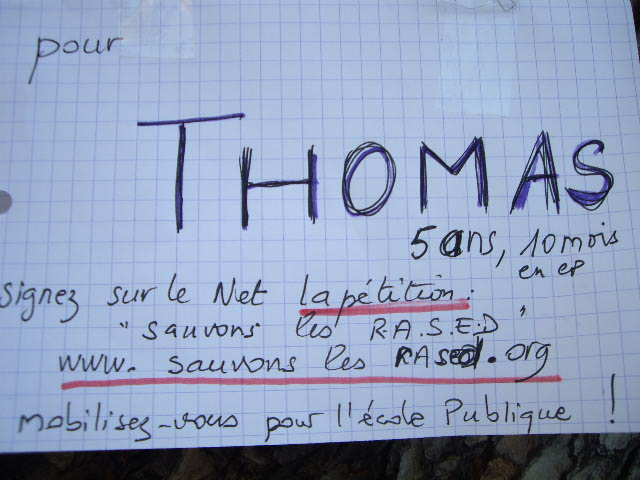 pour
THOMAS
5 ans, 10 mois
en CP
signez sur le Net la pétition :
"sauvons les R.A.S.E.D"
www. sauvons les rased.org
mobilisez-vous pour l'école Publique !